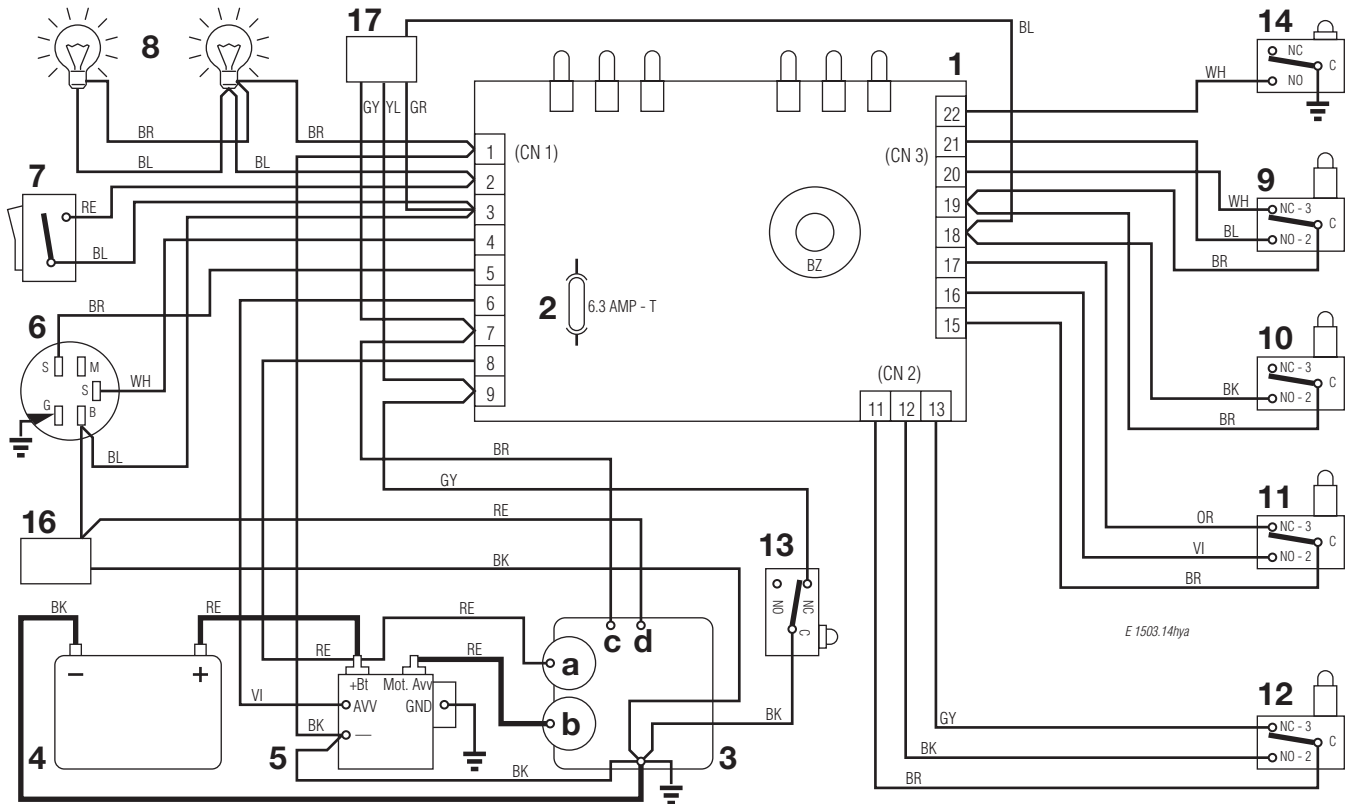 8
17
BL
1
14
NC
C
NO
WH
GY
YL
GR
BR
BR
BL
BL
1
(CN 1)
2
3
4
5
6
7
8
9
(CN 3)
22
21
20
19
18
17
16
15
7
RE
BL
9
WH
NC - 3
C
BL
NO - 2
BR
BZ
2
6.3 AMP - T
6
BR
S
M
S
WH
G
B
BL
10
NC - 3
C
BK
NO - 2
BR
(CN 2)
11
12
13
BR
GY
RE
11
OR
NC - 3
C
VI
NO - 2
BR
16
BK
13
NO
NC
C
BK
BK
RE
RE
RE
RE
c
d
a
b
3
4
–
+
+Bt
Mot. Avv
AVV
GND
—
VI
BK
5
BK
E 1503.14hya
12
GY
NC - 3
C
BK
NO - 2
BR